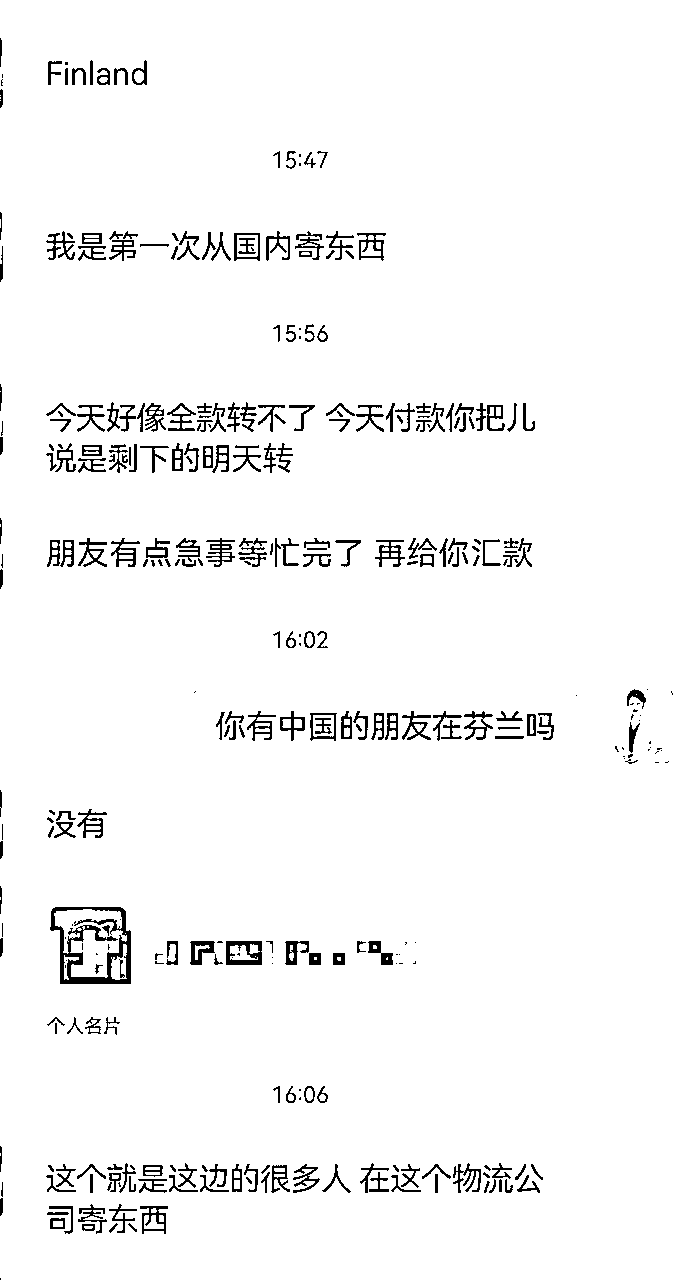 Finland
15:47
我是第一次从国内寄东西
15:56
今天好像全款转不了 今天付款你把儿
说是剩下的明天转
朋友有点急事等忙完了 再给你汇款
16:02
你有中国的朋友在芬兰吗
没有
个人名片
16:06
这个就是这边的很多人 在这个物流公
司寄东西